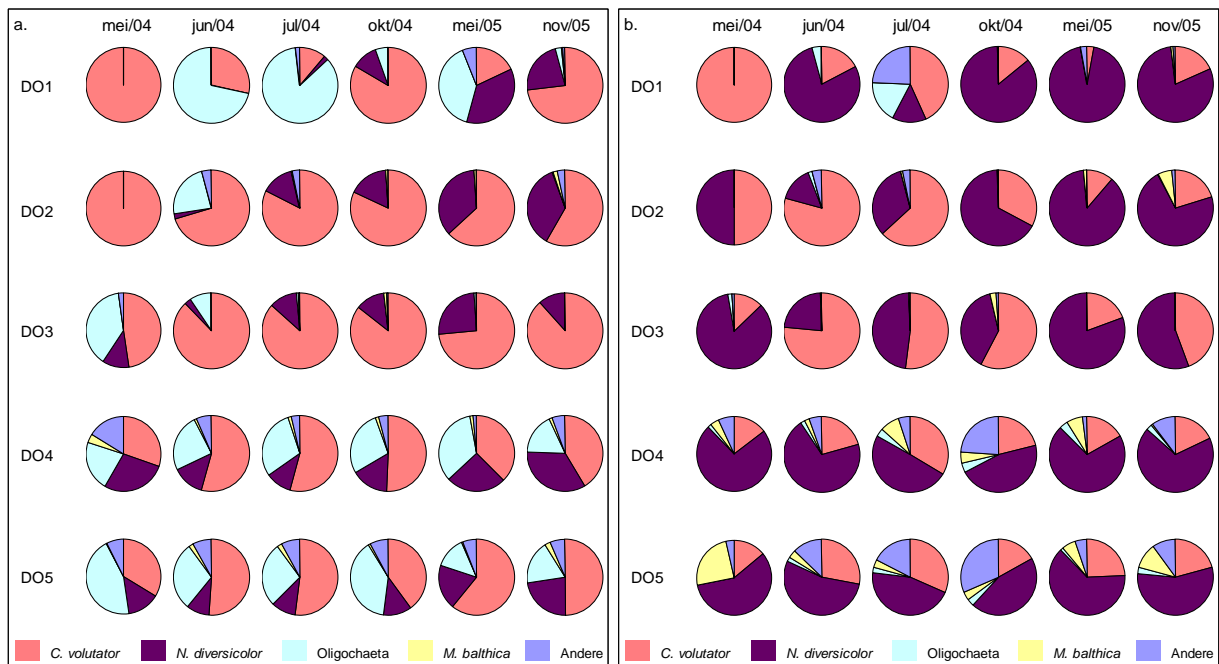 a. mei/04 jun/04 jul/04 okt/04 mei/05 nov/05
DO1
DO2
DO3
DO4
DO5
C. volutator N. diversicolor Oligochaeta M. balthica Andere
b. mei/04 jun/04 jul/04 okt/04 mei/05 nov/05
DO1
DO2
DO3
DO4
DO5
C. volutator N. diversicolor Oligochaeta M. balthica Andere